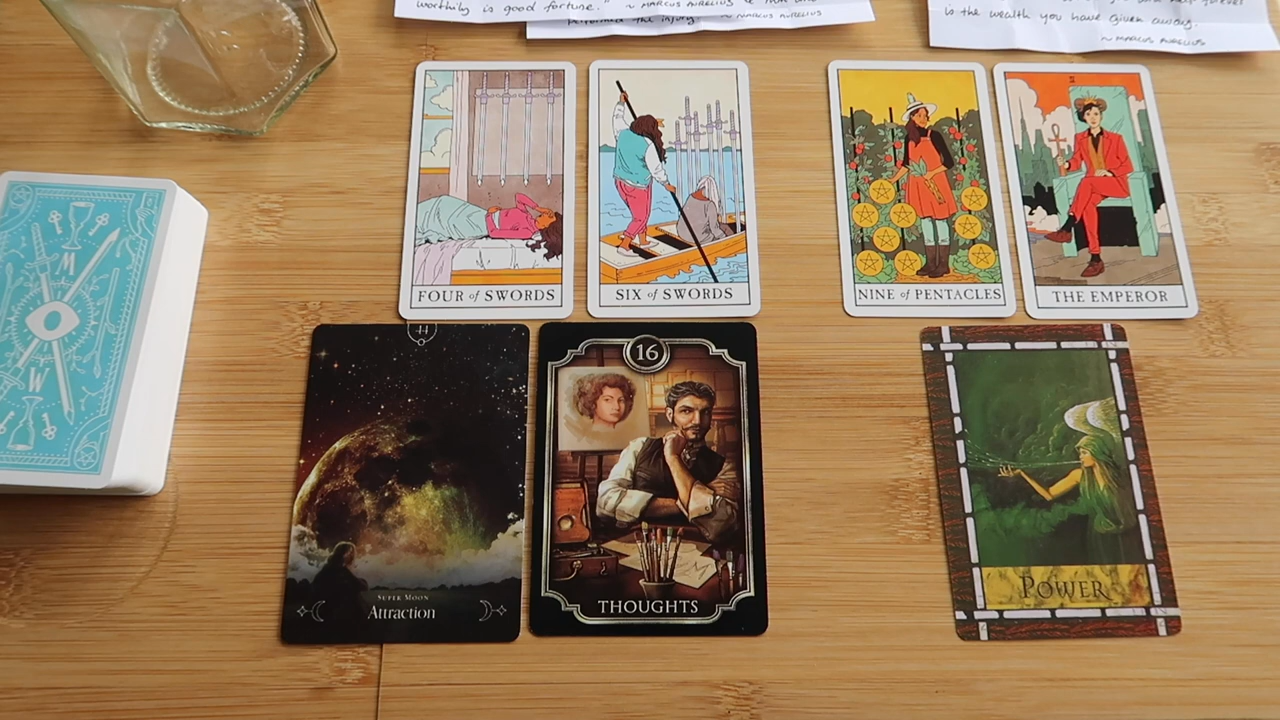 worthily is good fortune." ~ MARCUS AURELIUS
performed the injury ~ MARCUS AURELIUS
is the wealth you have given away.
~ MARCUS AURELIUS
M
W
FOUR of SWORDS
SIX of SWORDS
NINE of PENTACLES
THE EMPEROR
16
SUPER MOON
Attraction
THOUGHTS
POWER